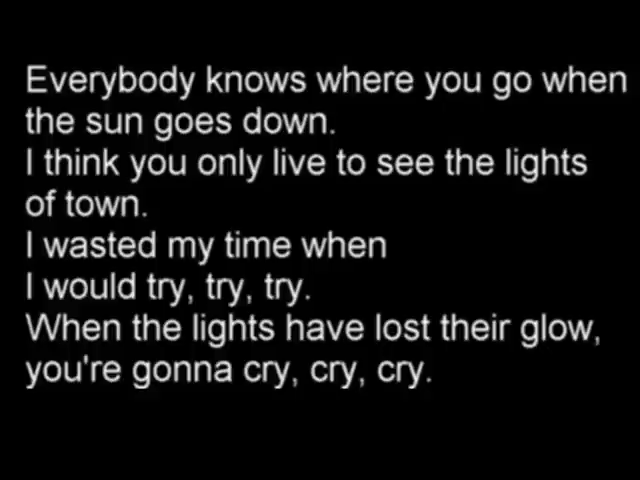 Everybody knows where you go when
the sun goes down.
I think you only live to see the lights
of town.
I wasted my time when
I would try, try, try.
When the lights have lost their glow,
you're gonna cry, cry, cry.